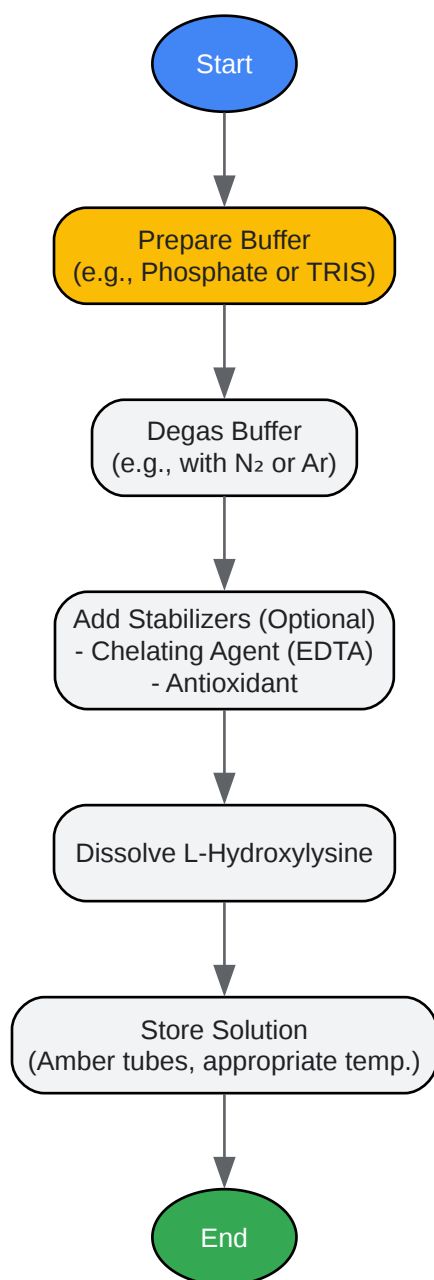 Start
Prepare Buffer
(e.g., Phosphate or TRIS)
Degas Buffer
(e.g., with N₂ or Ar)
Add Stabilizers (Optional)
- Chelating Agent (EDTA)
- Antioxidant
Dissolve L-Hydroxylysine
Store Solution
(Amber tubes, appropriate temp.)
End